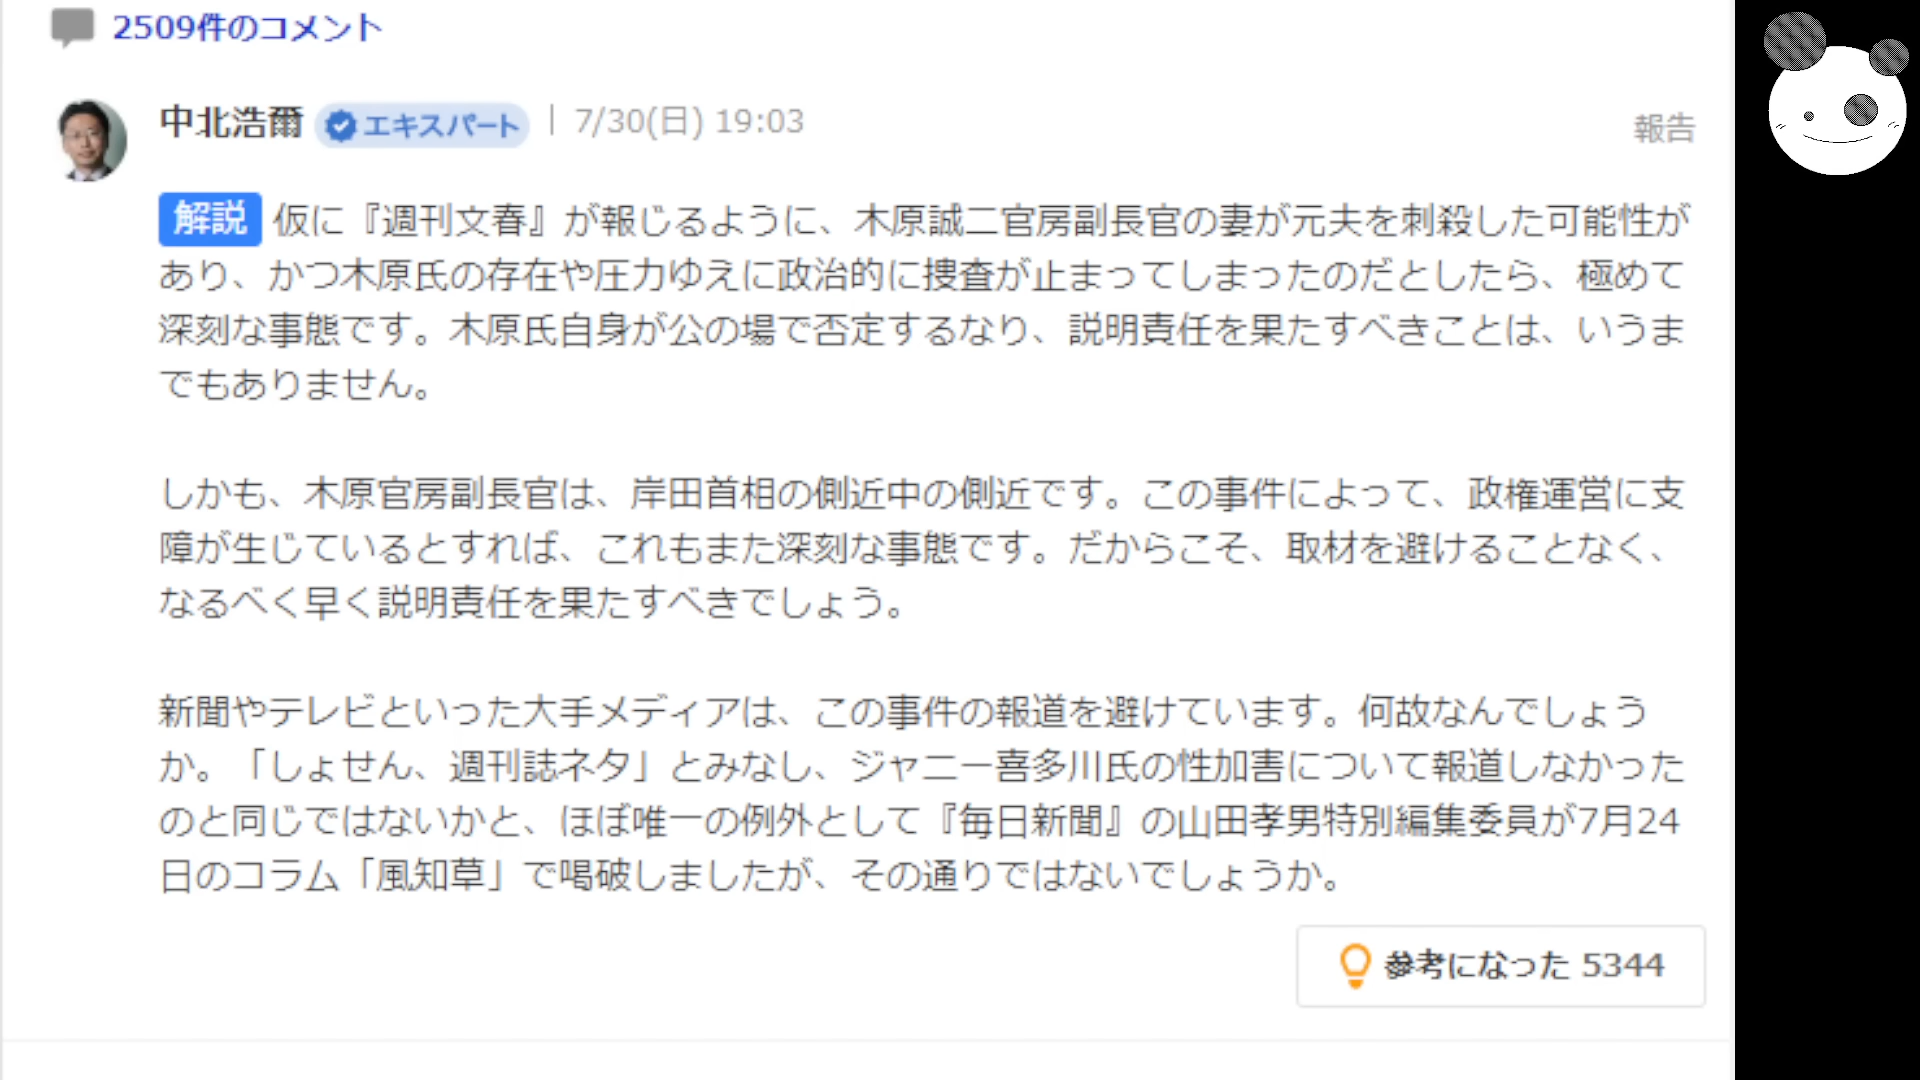 2509件のコメント
中北浩爾 エキスパート | 7/30(日) 19:03
報告
解説 仮に『週刊文春』が報じるように、木原誠二官房副長官の妻が元夫を刺殺した可能性が
あり、かつ木原氏の存在や圧力ゆえに政治的に捜査が止まってしまったのだとしたら、極めて
深刻な事態です。木原氏自身が公の場で否定するなり、説明責任を果たすべきことは、いうま
でもありません。
しかも、木原官房副長官は、岸田首相の側近中の側近です。この事件によって、政権運営に支
障が生じているとすれば、これもまた深刻な事態です。だからこそ、取材を避けることなく、
なるべく早く説明責任を果たすべきでしょう。
新聞やテレビといった大手メディアは、この事件の報道を避けています。何故なんでしょう
か。「しょせん、週刊誌ネタ」とみなし、ジャニー喜多川氏の性加害について報道しなかった
のと同じではないかと、ほぼ唯一の例外として『毎日新聞』の山田孝男特別編集委員が7月24
日のコラム「風知草」で喝破しましたが、その通りではないでしょうか。
参考になった 5344